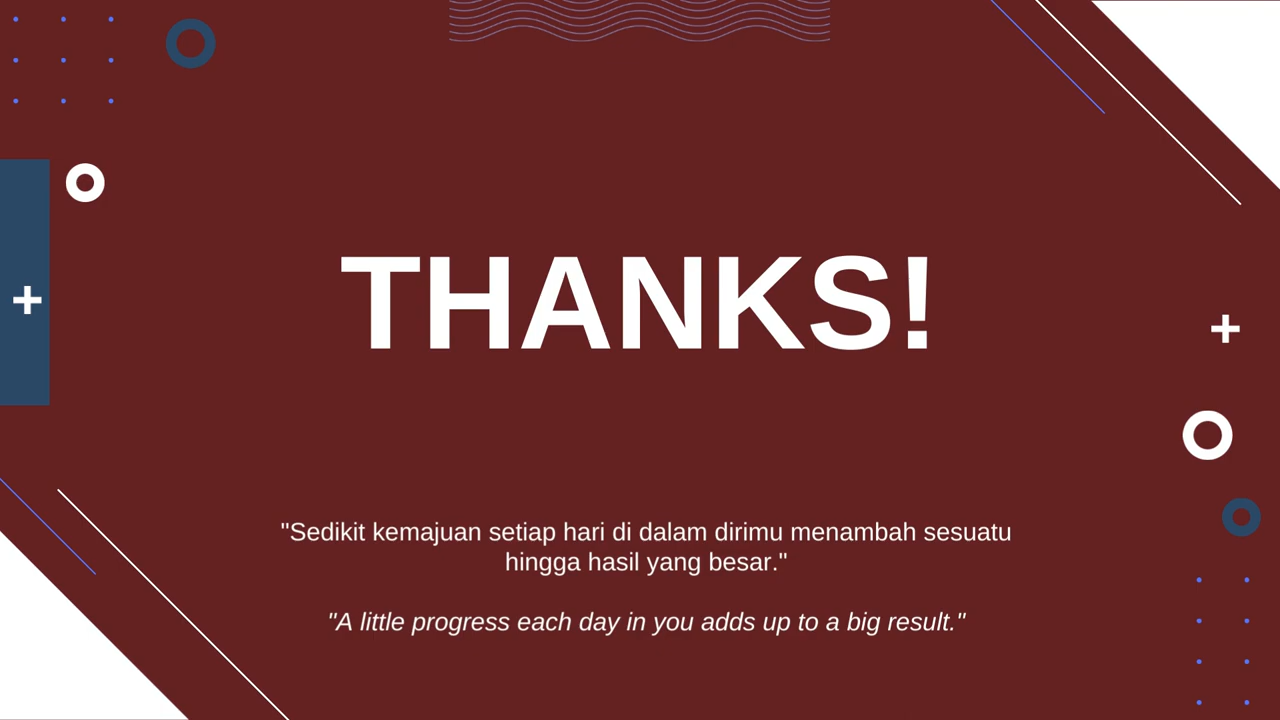 THANKS!
"Sedikit kemajuan setiap hari di dalam dirimu menambah sesuatu
hingga hasil yang besar."
"A little progress each day in you adds up to a big result."